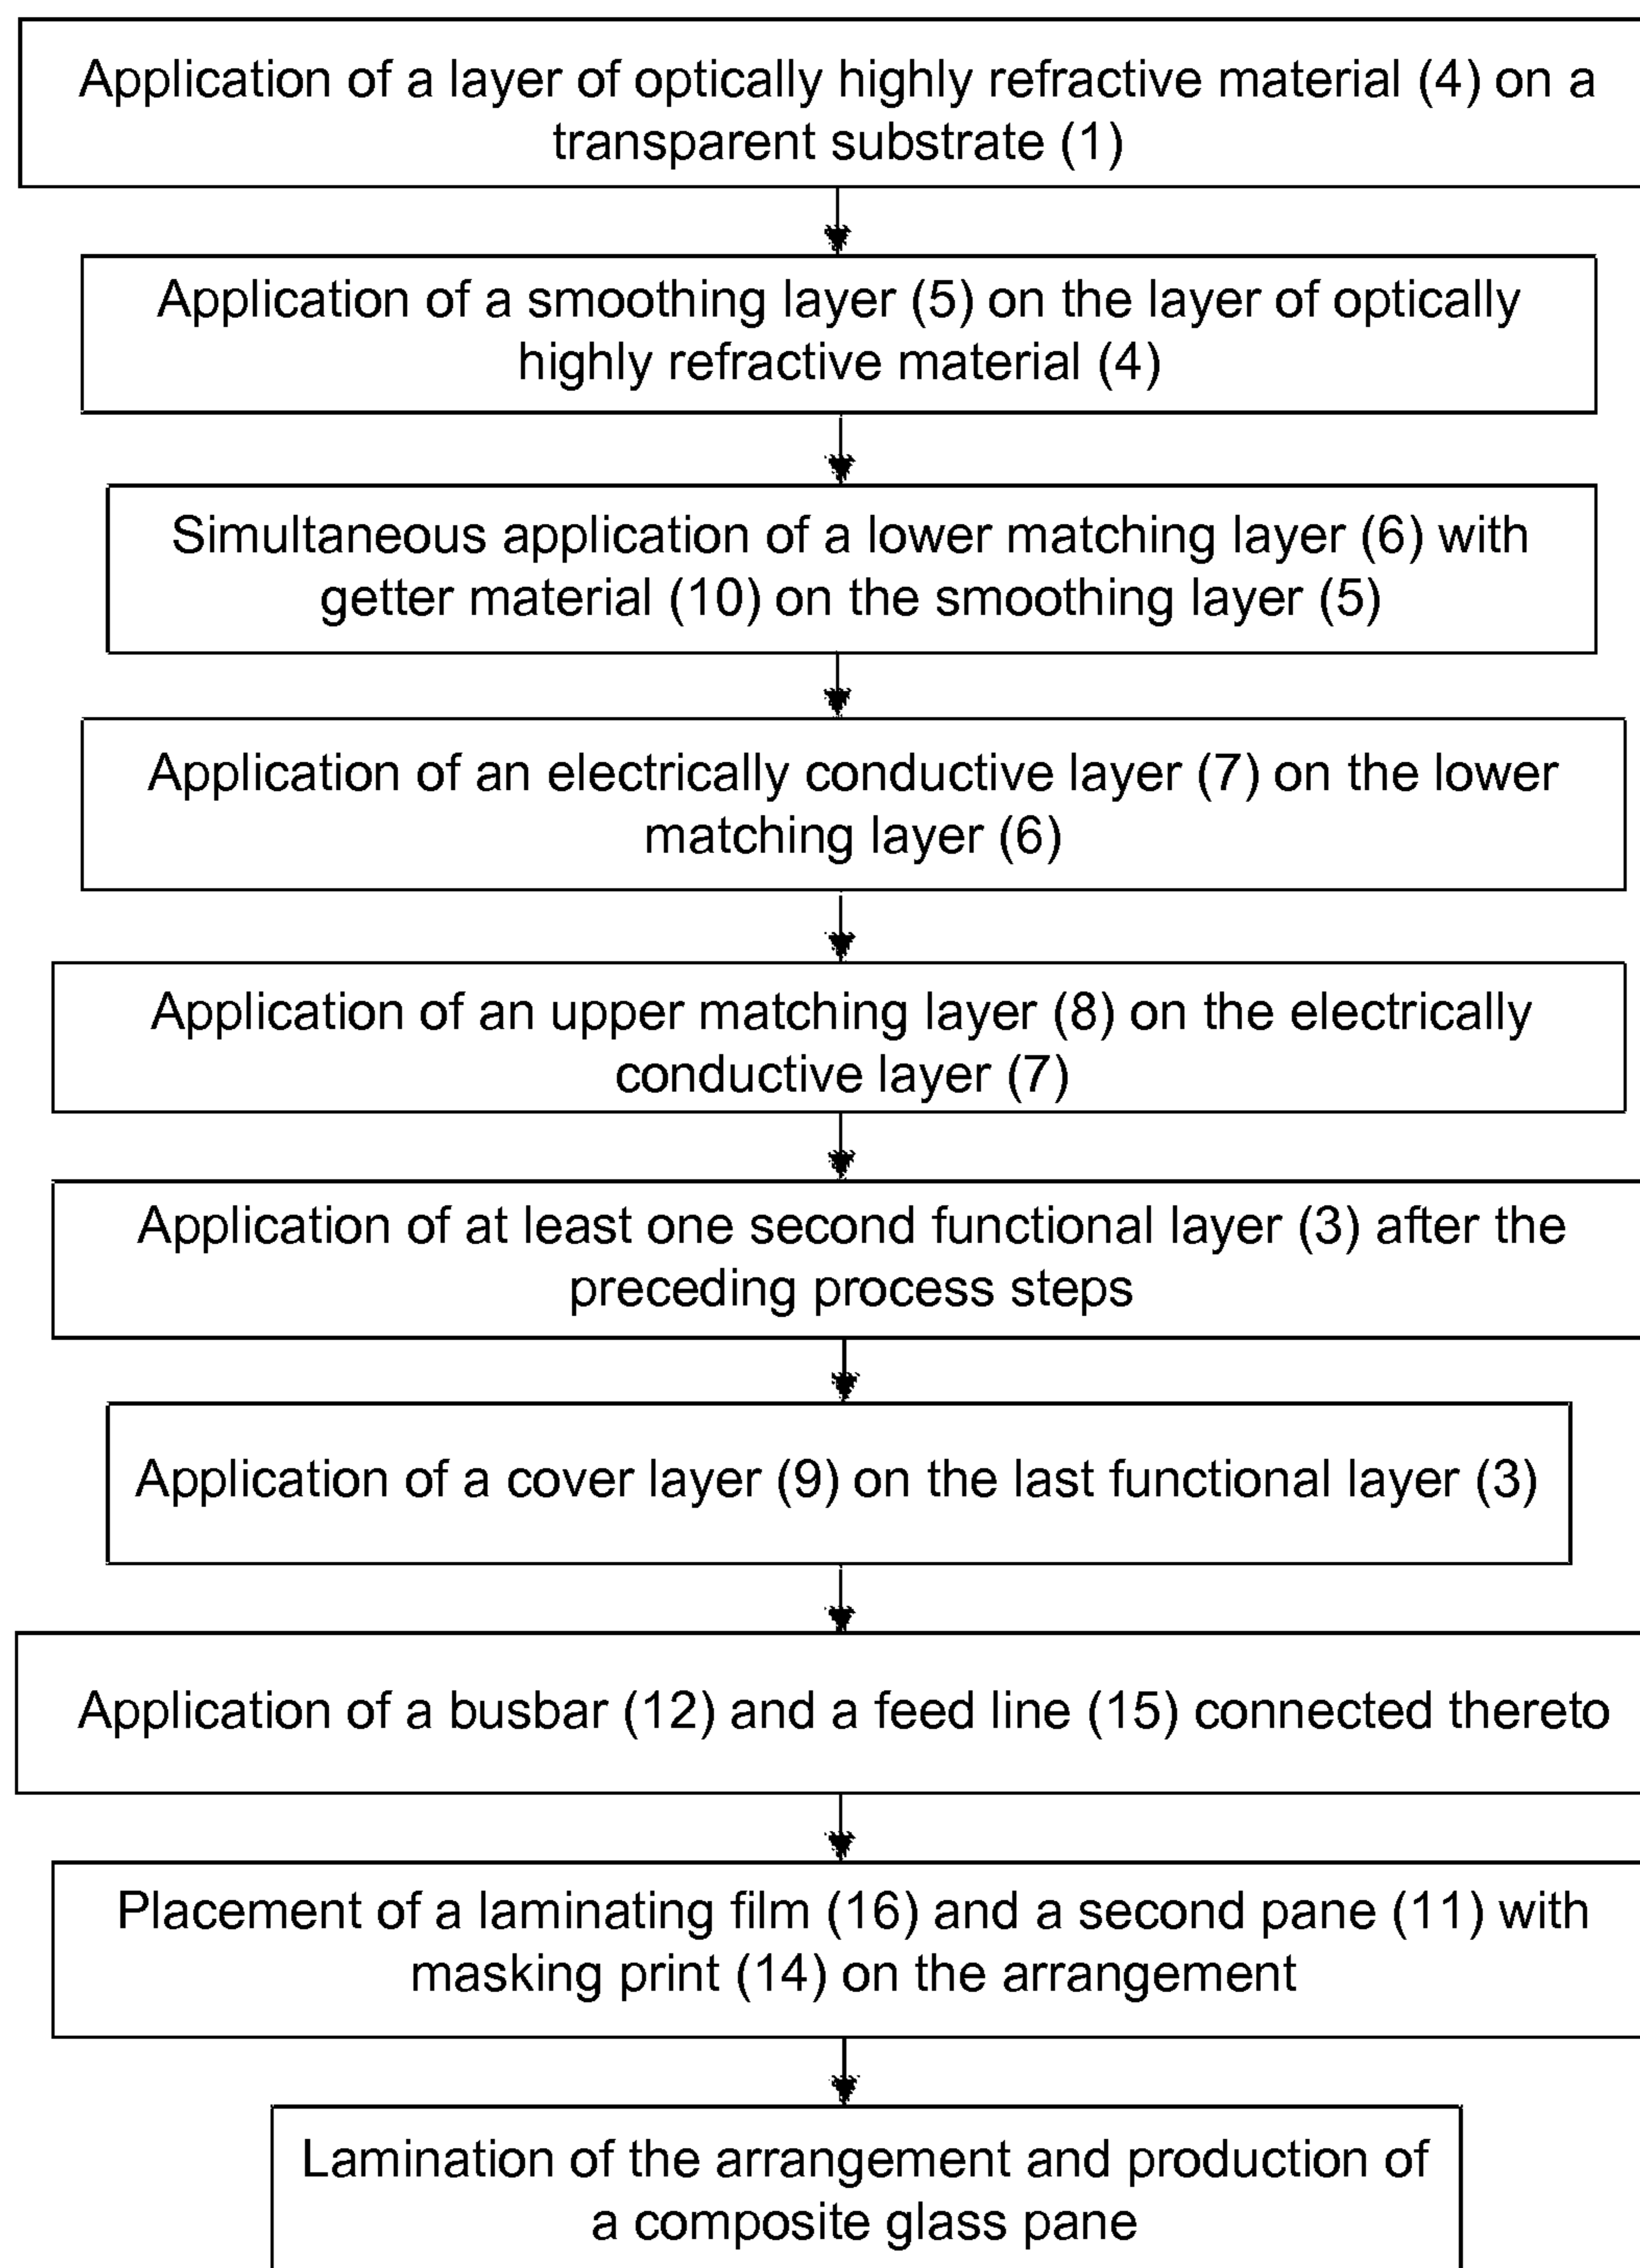 Application of a layer of optically highly refractive material (4) on a
transparent substrate (1)
Application of a smoothing layer (5) on the layer of optically
highly refractive material (4)
Simultaneous application of a lower matching layer (6) with
getter material (10) on the smoothing layer (5)
Application of an electrically conductive layer (7) on the lower
matching layer (6)
Application of an upper matching layer (8) on the electrically
conductive layer (7)
Application of at least one second functional layer (3) after the
preceding process steps
Application of a cover layer (9) on the last functional layer (3)
Application of a busbar (12) and a feed line (15) connected thereto
Placement of a laminating film (16) and a second pane (11) with
masking print (14) on the arrangement
Lamination of the arrangement and production of
a composite glass pane